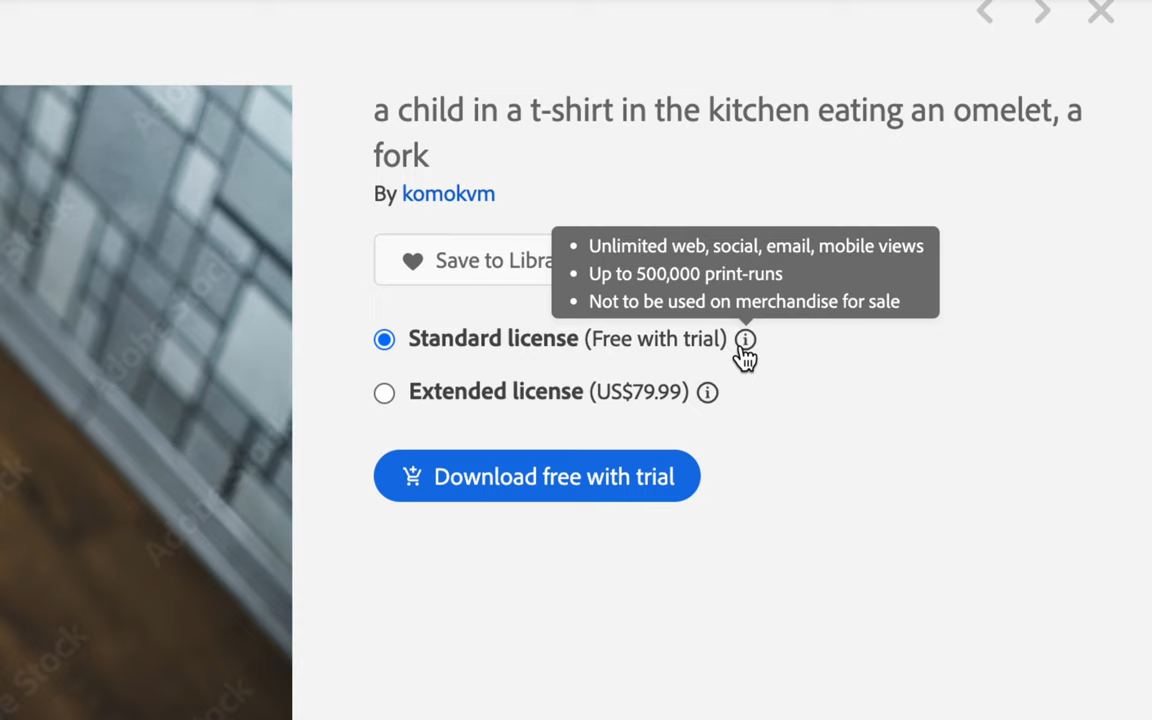 a child in a t-shirt in the kitchen eating an omelet, a
fork
By komokvm
Save to Libra
• Unlimited web, social, email, mobile views
• Up to 500,000 print-runs
• Not to be used on merchandise for sale
Standard license (Free with trial)
Extended license (US$79.99)
Download free with trial
Adobe Stock